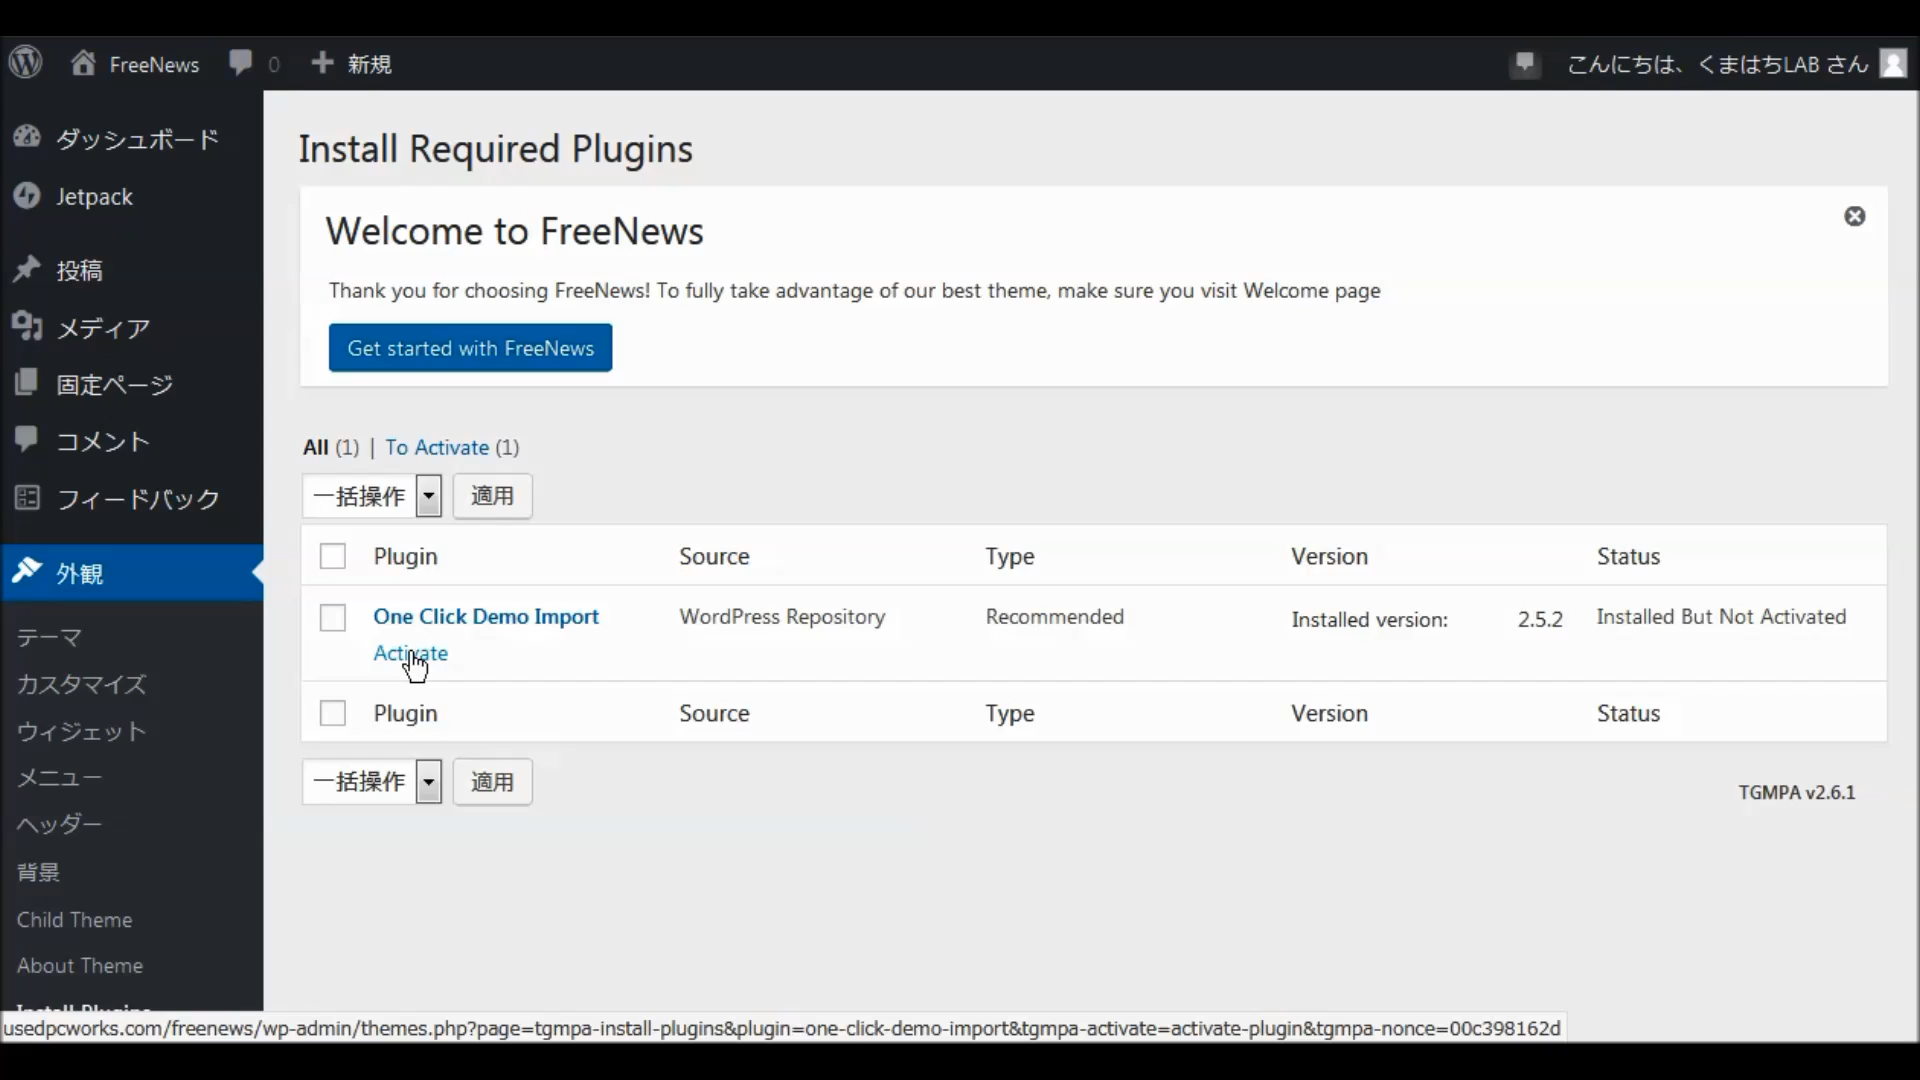 FreeNews 0 新規 こんにちは、くまはちLAB さん
ダッシュボード
Jetpack
投稿
メディア
固定ページ
コメント
フィードバック
外観
テーマ
カスタマイズ
ウィジェット
メニュー
ヘッダー
背景
Child Theme
About Theme
Install Plugins
Install Required Plugins
Welcome to FreeNews
Thank you for choosing FreeNews! To fully take advantage of our best theme, make sure you visit Welcome page
Get started with FreeNews
All (1) | To Activate (1)
一括操作 適用
Plugin Source Type Version Status
One Click Demo Import WordPress Repository Recommended Installed version: 2.5.2 Installed But Not Activated
Activate
Plugin Source Type Version Status
一括操作 適用
TGMPA v2.6.1
usedpcworks.com/freenews/wp-admin/themes.php?page=tgmpa-install-plugins&plugin=one-click-demo-import&tgmpa-activate=activate-plugin&tgmpa-nonce=00c398162d